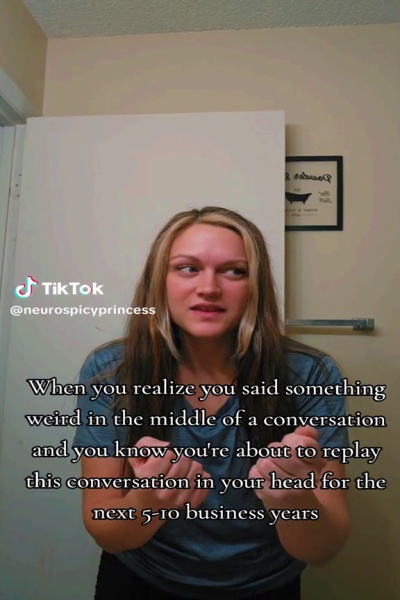 Powder
TikTok
@neurospicyprincess
When you realize you said something
weird in the middle of a conversation
and you know you're about to replay
this conversation in your head for the
next 5-10 business years